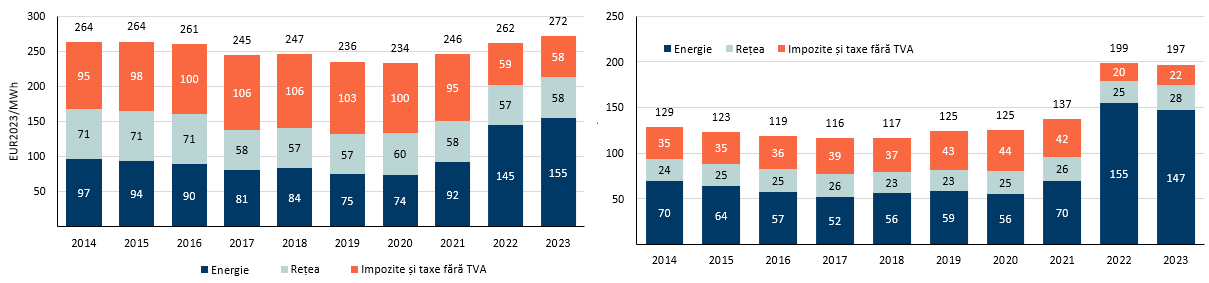 300
250
200
150
100
50
EUR2023/MWh
264 264 261 245 247 236 234 246 262 272
95 98 100 106 106 103 100 95 59 58
71 71 71 58 57 57 60 58 57 58
97 94 90 81 84 75 74 92 145 155
2014 2015 2016 2017 2018 2019 2020 2021 2022 2023
Energie Rețea Impozite și taxe fără TVA
250
200
150
100
50
Energie Rețea Impozite și taxe fără TVA
129 123 119 116 117 125 125 137 199 197
35 35 36 39 37 43 44 42 20 22
24 25 25 26 23 23 25 26 25 28
70 64 57 52 56 59 56 70 155 147
2014 2015 2016 2017 2018 2019 2020 2021 2022 2023